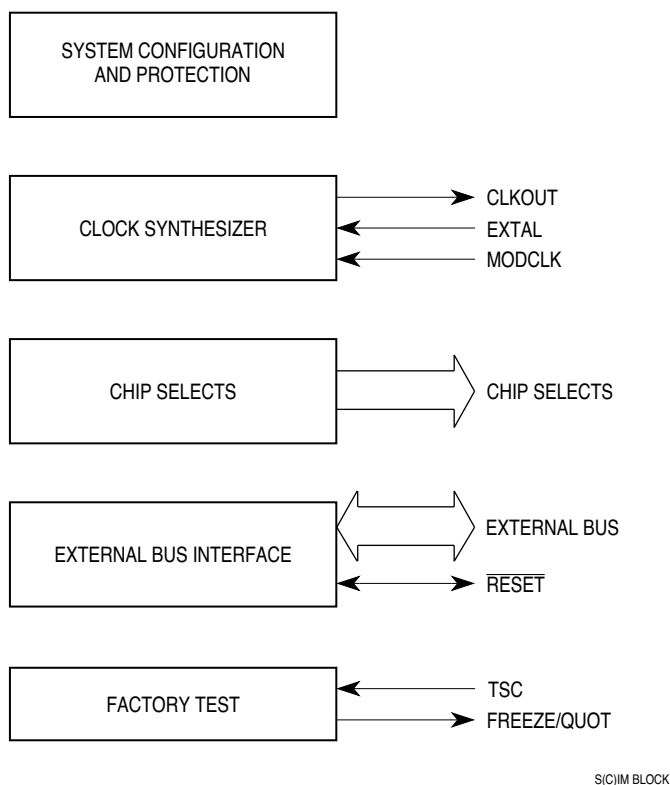 SYSTEM CONFIGURATION
AND PROTECTION
CLOCK SYNTHESIZER
CLKOUT
EXTAL
MODCLK
CHIP SELECTS
CHIP SELECTS
EXTERNAL BUS INTERFACE
EXTERNAL BUS
RESET
FACTORY TEST
TSC
FREEZE/QUOT
S(C)IM BLOCK